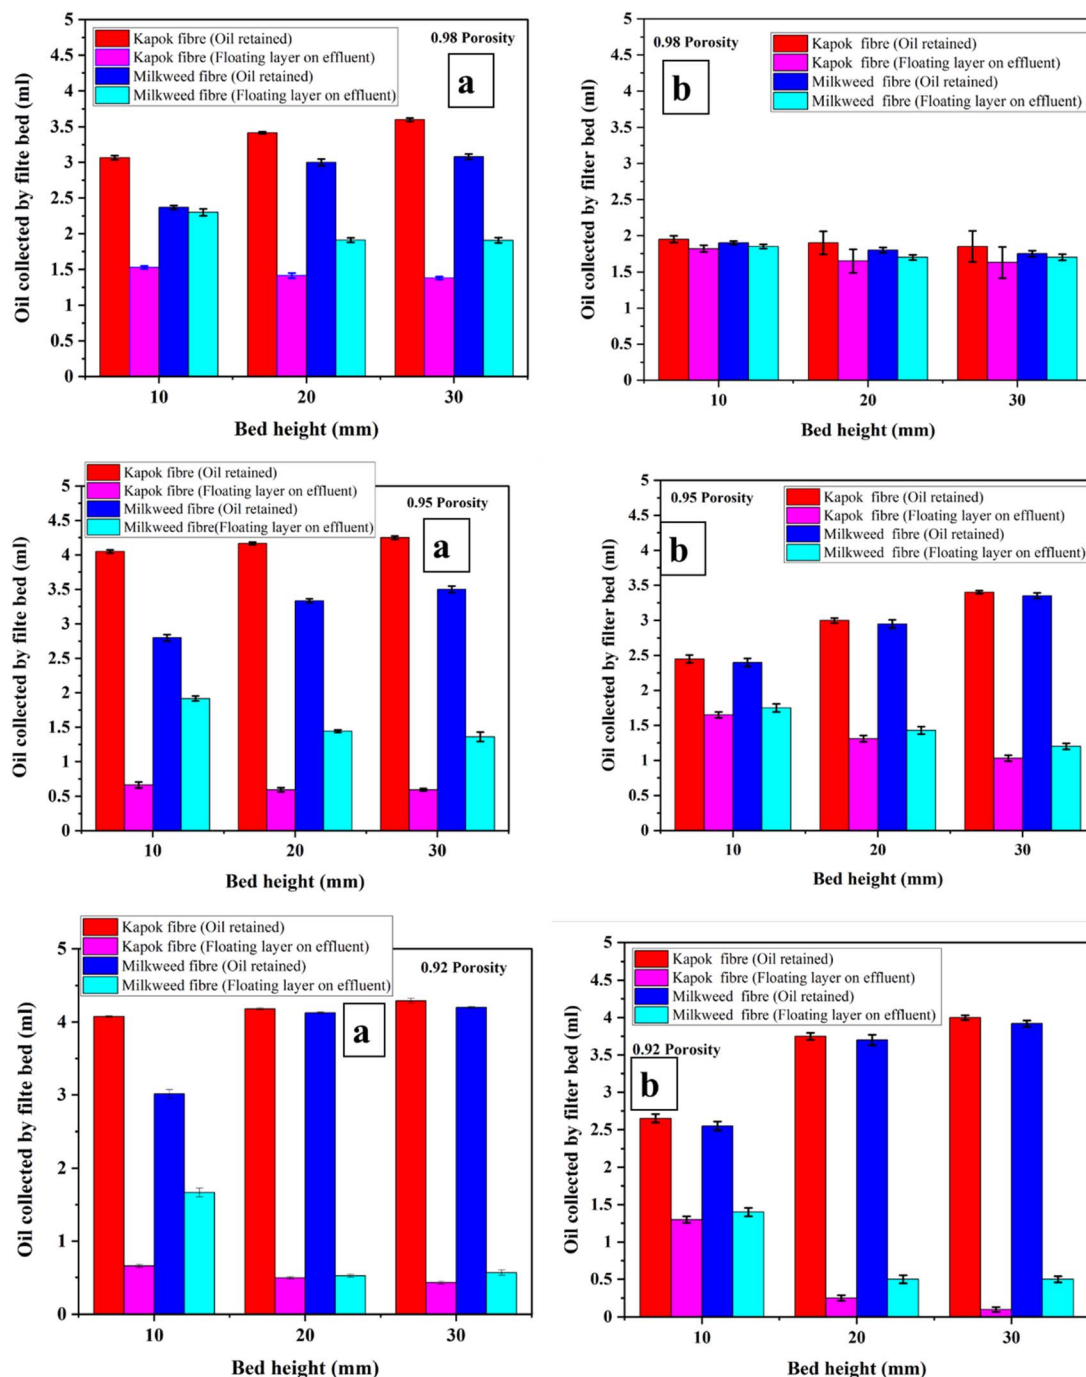 Kapok fibre (Oil retained)
Kapok fibre (Floating layer on effluent)
Milkweed fibre (Oil retained)
Milkweed fibre (Floating layer on effluent)
0.98 Porosity
a
Oil collected by filte bed (ml)
5
4.5
4
3.5
3
2.5
2
1.5
1
0.5
0
10
20
30
Bed height (mm)
0.98 Porosity
b
Kapok fibre (Oil retained)
Kapok fibre (Floating layer on effluent)
Milkweed fibre (Oil retained)
Milkweed fibre (Floating layer on effluent)
Oil collected by filter bed (ml)
5
4.5
4
3.5
3
2.5
2
1.5
1
0.5
0
10
20
30
Bed height (mm)
Kapok fibre (Oil retained)
Kapok fibre (Floating layer on effluent)
Milkweed fibre (Oil retained)
Milkweed fibre(Floating layer on effluent)
0.95 Porosity
a
Oil collected by filte bed (ml)
5
4.5
4
3.5
3
2.5
2
1.5
1
0.5
0
10
20
30
Bed height (mm)
0.95 Porosity
b
Kapok fibre (Oil retained)
Kapok fibre (Floating layer on effluent)
Milkweed fibre (Oil retained)
Milkweed fibre (Floating layer on effluent)
Oil collected by filter bed (ml)
5
4.5
4
3.5
3
2.5
2
1.5
1
0.5
0
10
20
30
Bed height (mm)
Kapok fibre (Oil retained)
Kapok fibre (Floating layer on effluent)
Milkweed fibre (Oil retained)
Milkweed fibre (Floating layer on effluent)
0.92 Porosity
a
Oil collected by filte bed (ml)
5
4
3
2
1
0
10
20
30
Bed height (mm)
Kapok fibre (Oil retained)
Kapok fibre (Floating layer on effluent)
Milkweed fibre (Oil retained)
Milkweed fibre (Floating layer on effluent)
0.92 Porosity
b
Oil collected by filter bed (ml)
5
4.5
4
3.5
3
2.5
2
1.5
1
0.5
0
10
20
30
Bed height (mm)